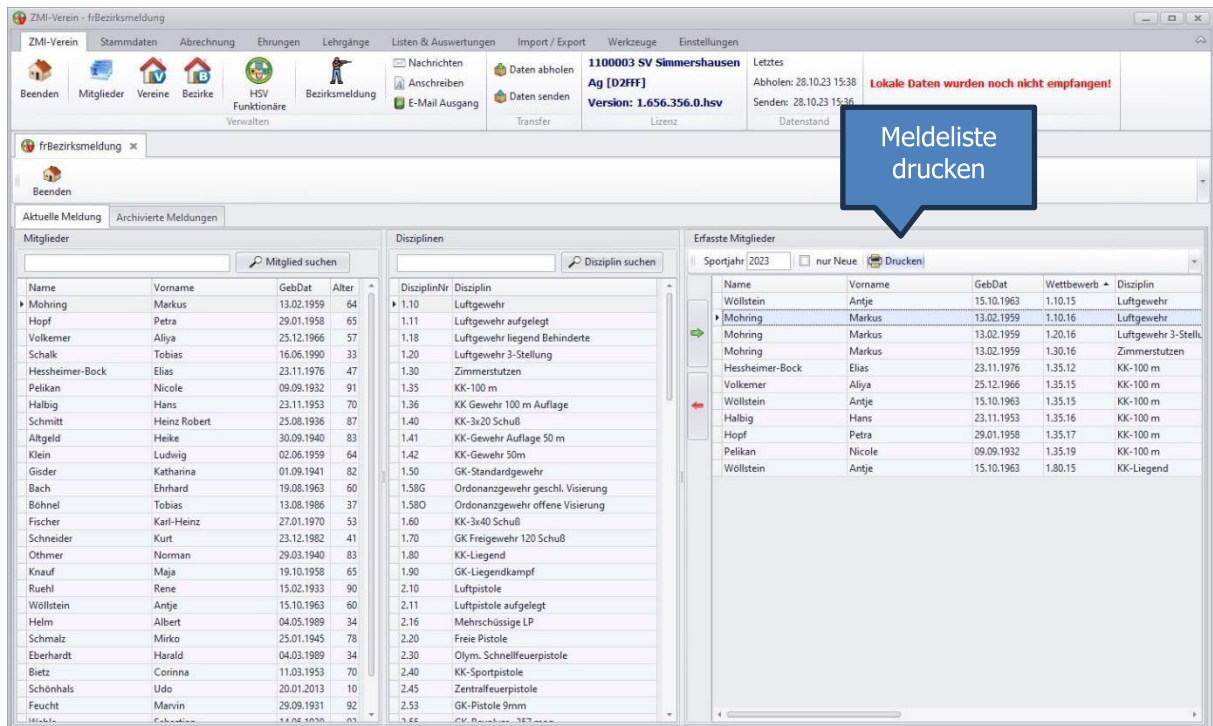 ZMI-Verein - frBezirksmeldung
ZMI-Verein Stammdaten Abrechnung Ehrungen Lehrgänge Listen & Auswertungen Import / Export Werkzeuge Einstellungen
Beenden Mitglieder Vereine Bezirke HSV Funktionäre Bezirksmeldung
Verwalten
Nachrichten
Anschreiben
E-Mail Ausgang
Daten abholen
Daten senden
Transfer
1100003 SV Simmershausen
Ag [D2FFF]
Version: 1.656.356.0.hsv
Lizenz
Letztes
Abholen: 28.10.23 15:38
Senden: 28.10.23 15:36
Datenstand
Lokale Daten wurden noch nicht empfangen!
Meldeliste
drucken
frBezirksmeldung
Beenden
Aktuelle Meldung Archivierte Meldungen
Mitglieder
Mitglied suchen
Name Vorname GebDat Alter
Mohring Markus 13.02.1959 64
Hopf Petra 29.01.1958 65
Volkemer Aliya 25.12.1966 57
Schalk Tobias 16.06.1990 33
Hessheimer-Bock Elias 23.11.1976 47
Pelikan Nicole 09.09.1932 91
Halbig Hans 23.11.1953 70
Schmitt Heinz Robert 25.08.1936 87
Altgeld Heike 30.09.1940 83
Klein Ludwig 02.06.1959 64
Gisder Katharina 01.09.1941 82
Bach Ehrhard 19.08.1963 60
Böhnel Tobias 13.08.1986 37
Fischer Karl-Heinz 27.01.1970 53
Schneider Kurt 23.12.1982 41
Othmer Norman 29.03.1940 83
Knauf Maja 19.10.1958 65
Ruehl Rene 15.02.1933 90
Wöllstein Antje 15.10.1963 60
Helm Albert 04.05.1989 34
Schmalz Mirko 25.01.1945 78
Eberhardt Harald 04.03.1989 34
Bietz Corinna 11.03.1953 70
Schönhals Udo 20.01.2013 10
Feucht Marvin 29.09.1931 92
Disziplinen
Disziplin suchen
DisziplinNr Disziplin
1.10 Luftgewehr
1.11 Luftgewehr aufgelegt
1.18 Luftgewehr liegend Behinderte
1.20 Luftgewehr 3-Stellung
1.30 Zimmerstutzen
1.35 KK-100 m
1.36 KK Gewehr 100 m Auflage
1.40 KK-3x20 Schuß
1.41 KK-Gewehr Auflage 50 m
1.42 KK-Gewehr 50m
1.50 GK-Standardgewehr
1.58G Ordonanzgewehr geschl. Visierung
1.58O Ordonanzgewehr offene Visierung
1.60 KK-3x40 Schuß
1.70 GK Freigewehr 120 Schuß
1.80 KK-Liegend
1.90 GK-Liegendkampf
2.10 Luftpistole
2.11 Luftpistole aufgelegt
2.16 Mehrschüssige LP
2.20 Freie Pistole
2.30 Olym. Schnellfeuerpistole
2.40 KK-Sportpistole
2.45 Zentralfeuerpistole
2.53 GK-Pistole 9mm
Erfasste Mitglieder
Sportjahr 2023 nur Neue Drucken
Name Vorname GebDat Wettbewerb Disziplin
Wöllstein Antje 15.10.1963 1.10.15 Luftgewehr
Mohring Markus 13.02.1959 1.10.16 Luftgewehr
Mohring Markus 13.02.1959 1.20.16 Luftgewehr 3-Stellu
Mohring Markus 13.02.1959 1.30.16 Zimmerstutzen
Hessheimer-Bock Elias 23.11.1976 1.35.12 KK-100 m
Volkemer Aliya 25.12.1966 1.35.15 KK-100 m
Wöllstein Antje 15.10.1963 1.35.15 KK-100 m
Halbig Hans 23.11.1953 1.35.16 KK-100 m
Hopf Petra 29.01.1958 1.35.17 KK-100 m
Pelikan Nicole 09.09.1932 1.35.19 KK-100 m
Wöllstein Antje 15.10.1963 1.80.15 KK-Liegend